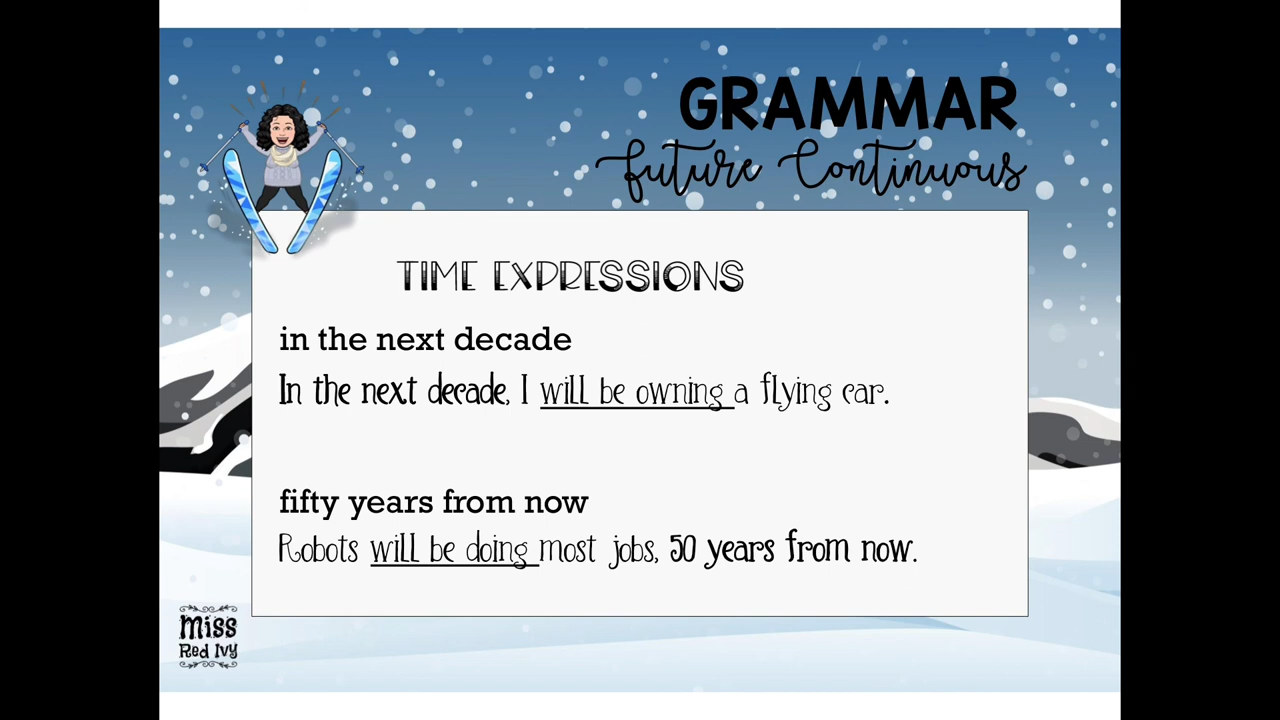 GRAMMAR
Future Continuous
TIME EXPRESSIONS
in the next decade
In the next decade, I will be owning a flying car.
fifty years from now
Robots will be doing most jobs, 50 years from now.
Miss
Red Ivy